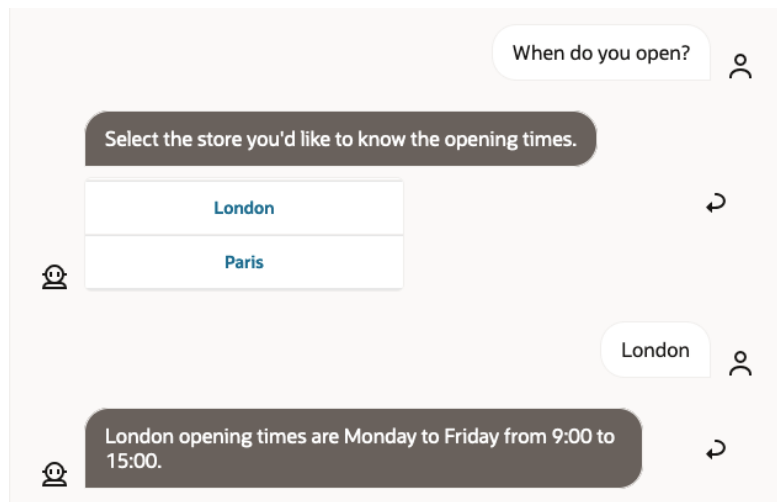 When do you open?
Select the store you'd like to know the opening times.
London
Paris
London
London opening times are Monday to Friday from 9:00 to
15:00.